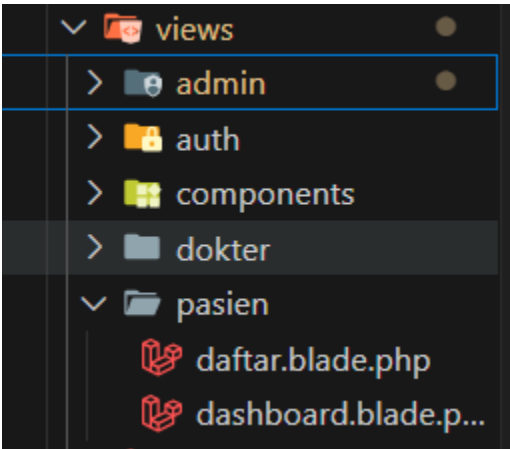 views
admin
auth
components
dokter
pasien
daftar.blade.php
dashboard.blade.p...